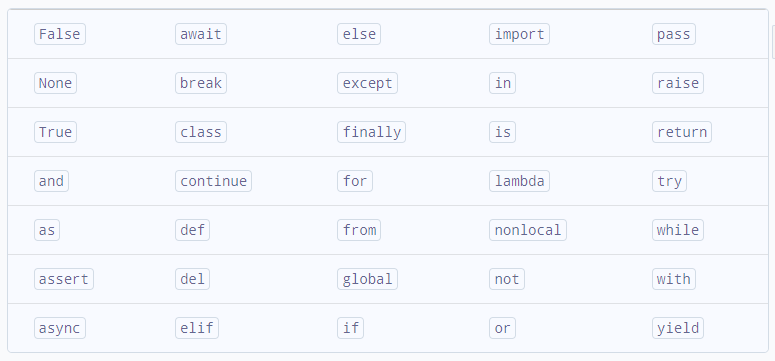 False await else import pass
None break except in raise
True class finally is return
and continue for lambda try
as def from nonlocal while
assert del global not with
async elif if or yield